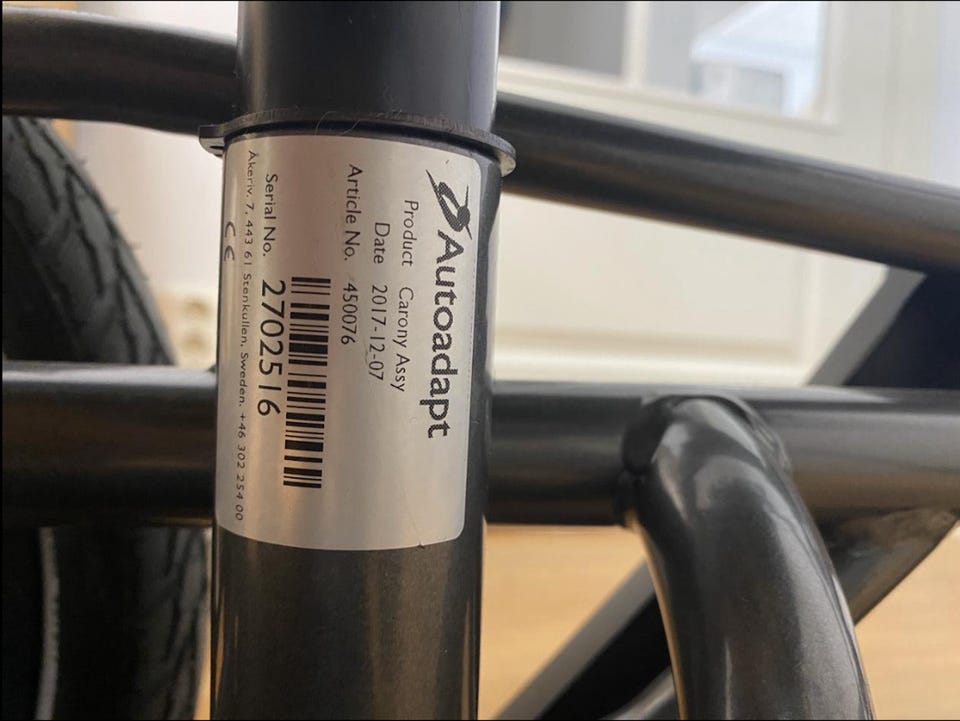 Autoadapt
Product Carony Assy
Date 2017-12-07
Article No. 450076
Serial No. 2702516
CE
Åkeriv. 7, 443 61 Stenkullen, Sweden. +46 302 254 00